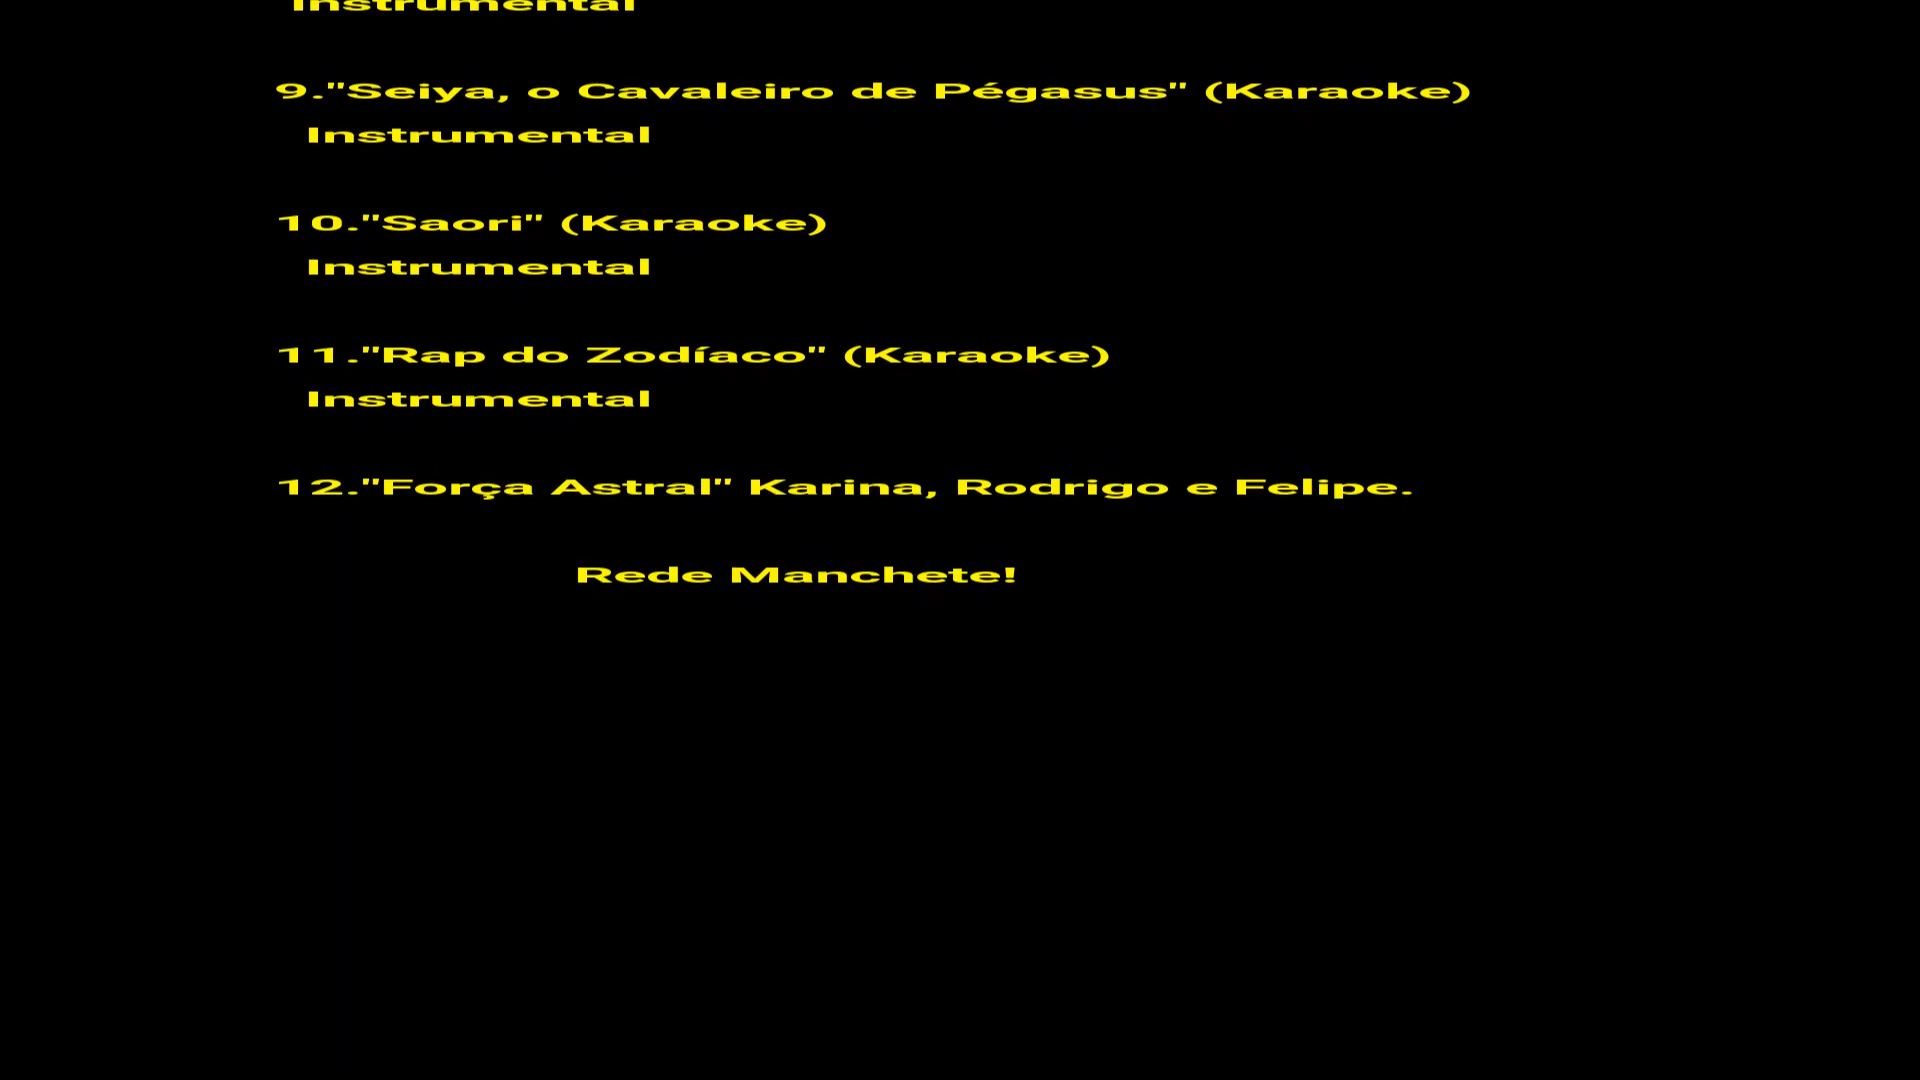 Instrumental
9."Seiya, o Cavaleiro de Pégasus" (Karaoke)
Instrumental
10."Saori" (Karaoke)
Instrumental
11."Rap do Zodíaco" (Karaoke)
Instrumental
12."Força Astral" Karina, Rodrigo e Felipe.
Rede Manchete!